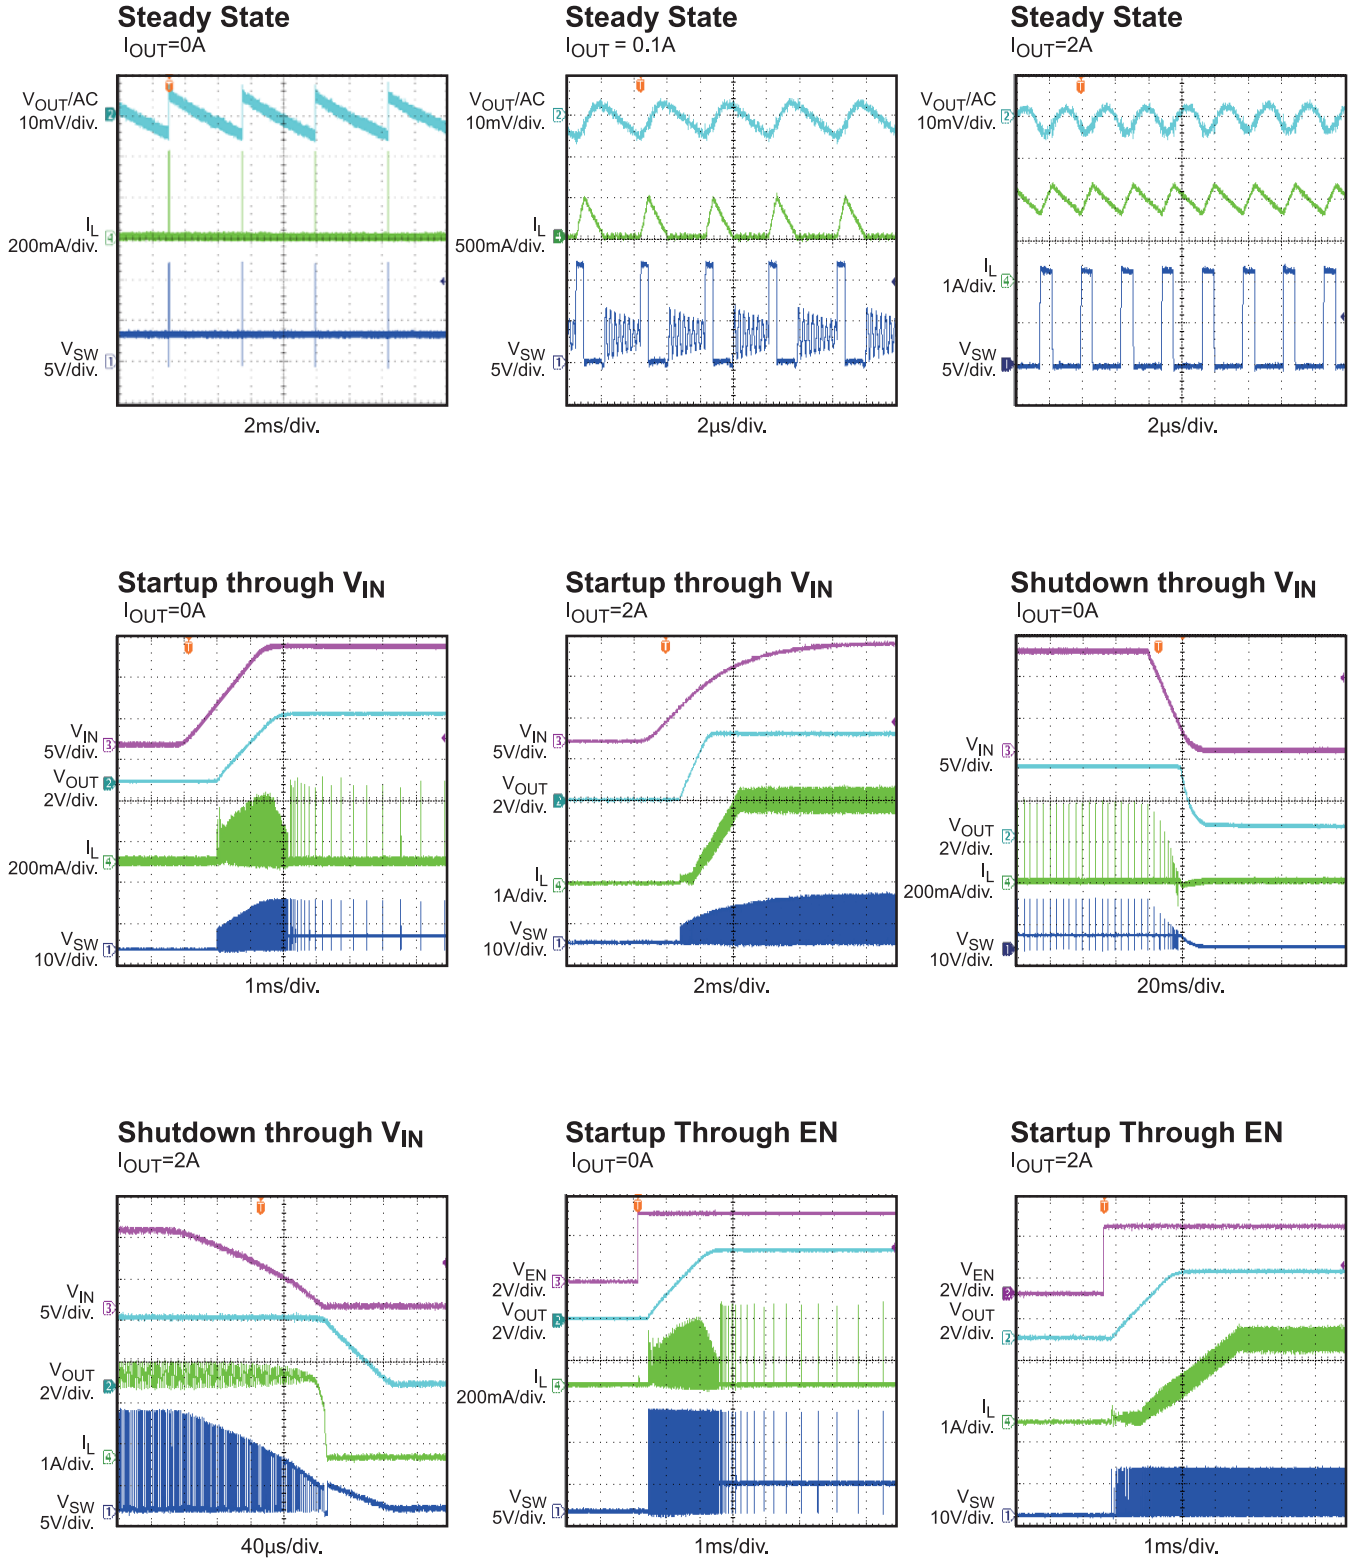 Steady State
IOUT=0A
VOUT/AC
10mV/div.
IL
200mA/div.
VSW
5V/div.
2ms/div.
Steady State
IOUT = 0.1A
VOUT/AC
10mV/div.
IL
500mA/div.
VSW
5V/div.
2µs/div.
Steady State
IOUT=2A
VOUT/AC
10mV/div.
IL
1A/div.
VSW
5V/div.
2µs/div.
Startup through VIN
IOUT=0A
VIN
5V/div.
VOUT
2V/div.
IL
200mA/div.
VSW
10V/div.
1ms/div.
Startup through VIN
IOUT=2A
VIN
5V/div.
VOUT
2V/div.
IL
1A/div.
VSW
10V/div.
2ms/div.
Shutdown through VIN
IOUT=0A
VIN
5V/div.
VOUT
2V/div.
IL
200mA/div.
VSW
10V/div.
20ms/div.
Shutdown through VIN
IOUT=2A
VIN
5V/div.
VOUT
2V/div.
IL
1A/div.
VSW
5V/div.
40µs/div.
Startup Through EN
IOUT=0A
VEN
2V/div.
VOUT
2V/div.
IL
200mA/div.
VSW
5V/div.
1ms/div.
Startup Through EN
IOUT=2A
VEN
2V/div.
VOUT
2V/div.
IL
1A/div.
VSW
10V/div.
1ms/div.